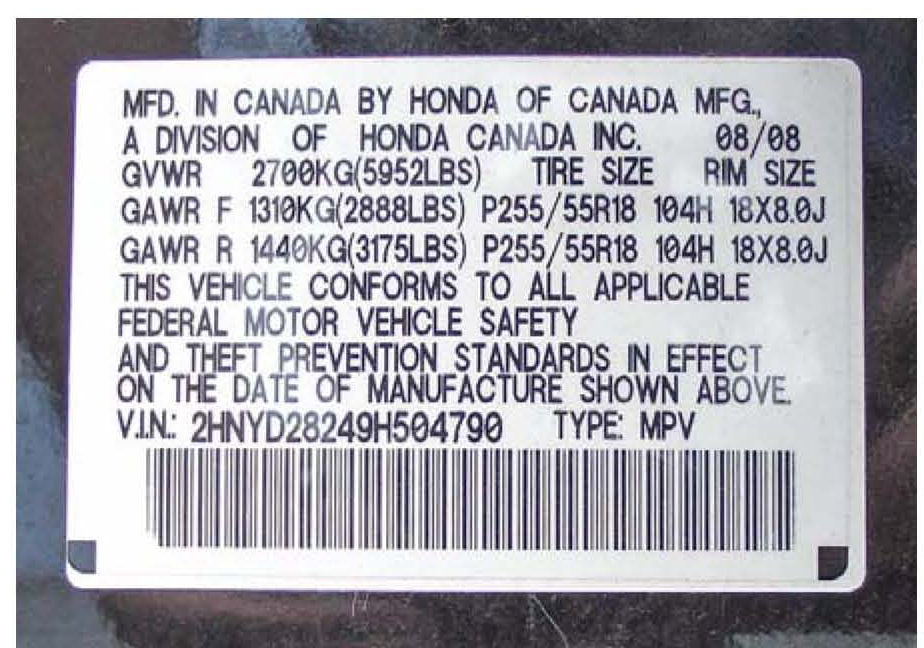 MFD. IN CANADA BY HONDA OF CANADA MFG.,
A DIVISION OF HONDA CANADA INC. 08/08
GVWR 2700KG(5952LBS) TIRE SIZE RIM SIZE
GAWR F 1310KG(2888LBS) P255/55R18 104H 18X8.0J
GAWR R 1440KG(3175LBS) P255/55R18 104H 18X8.0J
THIS VEHICLE CONFORMS TO ALL APPLICABLE
FEDERAL MOTOR VEHICLE SAFETY
AND THEFT PREVENTION STANDARDS IN EFFECT
ON THE DATE OF MANUFACTURE SHOWN ABOVE.
V.I.N.: 2HNYD28249H504790 TYPE: MPV